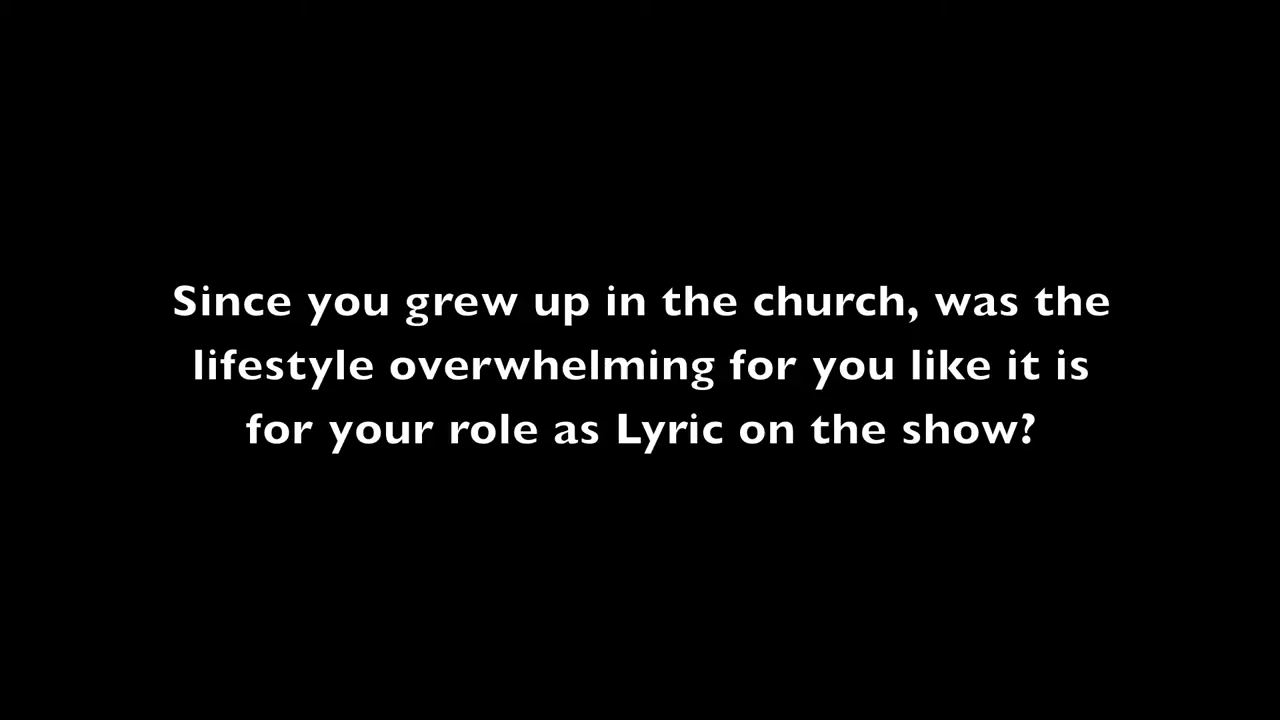 Since you grew up in the church, was the
lifestyle overwhelming for you like it is
for your role as Lyric on the show?